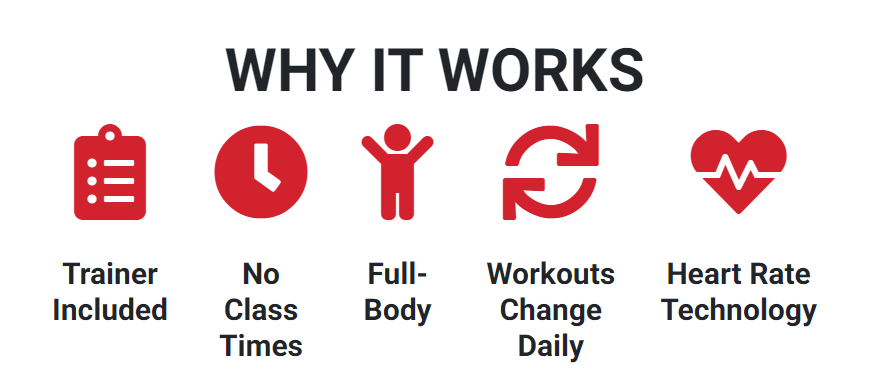 WHY IT WORKS
Trainer
Included
No
Class
Times
Full-
Body
Workouts
Change
Daily
Heart Rate
Technology